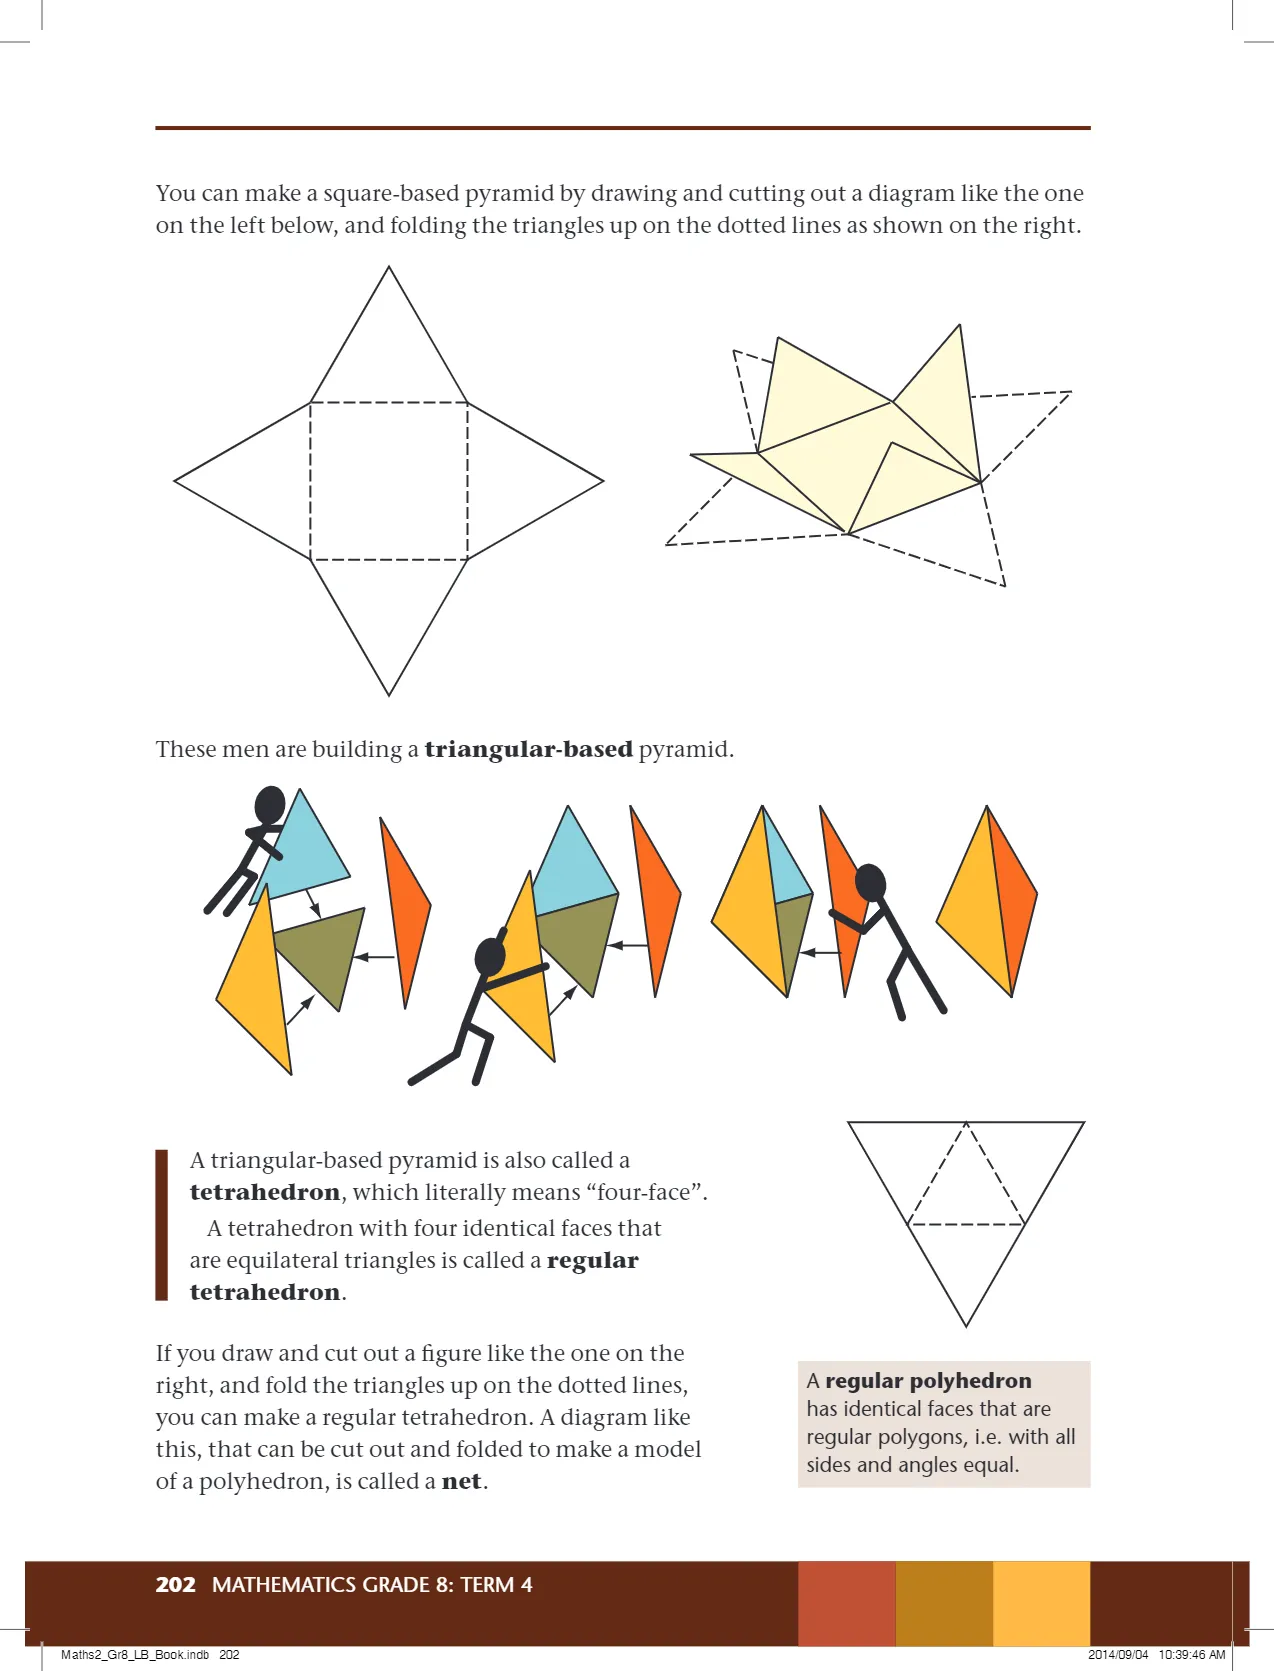 You can make a square-based pyramid by drawing and cutting out a diagram like the one
on the left below, and folding the triangles up on the dotted lines as shown on the right.
These men are building a triangular-based pyramid.
A triangular-based pyramid is also called a
tetrahedron, which literally means “four-face”.
A tetrahedron with four identical faces that
are equilateral triangles is called a regular
tetrahedron.
If you draw and cut out a figure like the one on the
right, and fold the triangles up on the dotted lines,
you can make a regular tetrahedron. A diagram like
this, that can be cut out and folded to make a model
of a polyhedron, is called a net.
A regular polyhedron
has identical faces that are
regular polygons, i.e. with all
sides and angles equal.
202 MATHEMATICS GRADE 8: TERM 4
Maths2_Gr8_LB_Book.indb 202
2014/09/04 10:39:46 AM